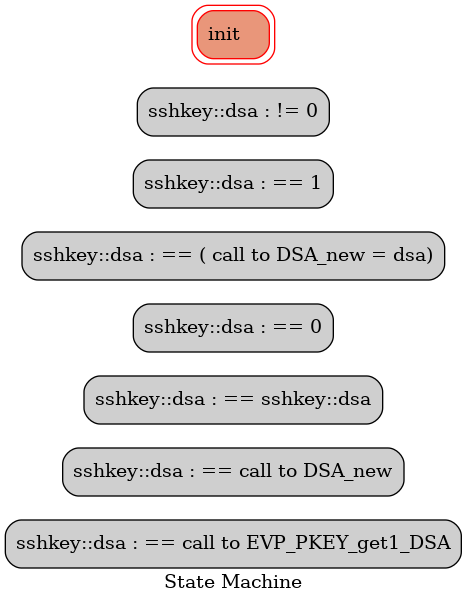 init
sshkey::dsa : != 0
sshkey::dsa : == 1
sshkey::dsa : == ( call to DSA_new = dsa)
sshkey::dsa : == 0
sshkey::dsa : == sshkey::dsa
sshkey::dsa : == call to DSA_new
sshkey::dsa : == call to EVP_PKEY_get1_DSA
State Machine